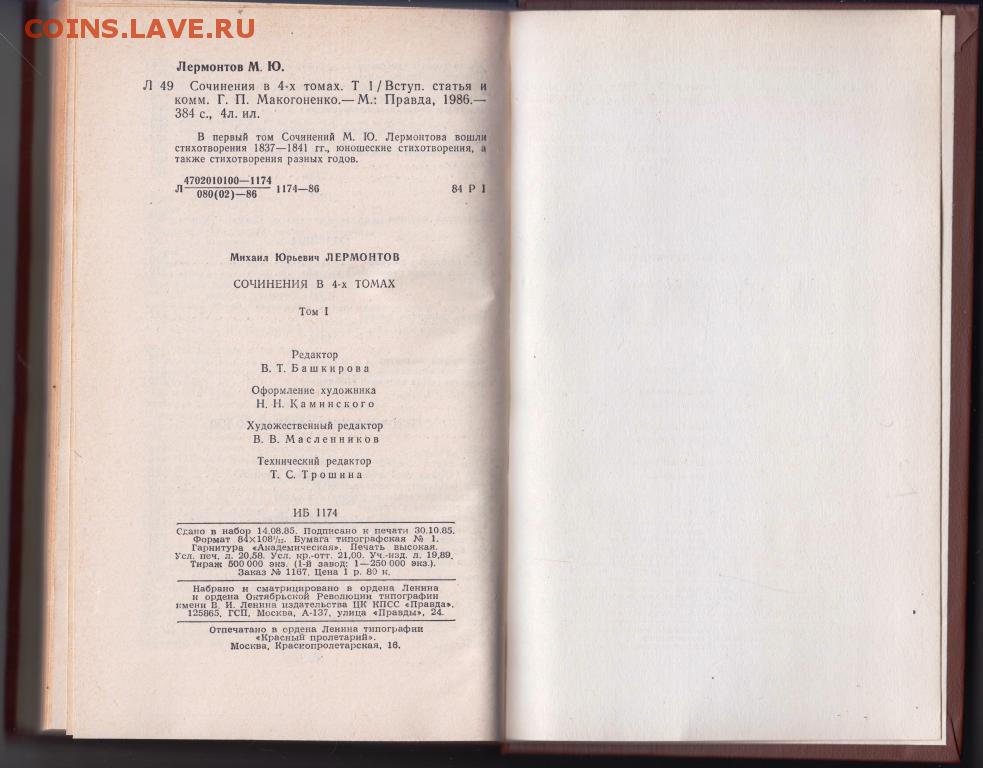 COINS.LAVE.RU
Лермонтов М. Ю.
Л 49 Сочинения в 4-х томах. Т 1/Вступ. статья и
комм. Г. П. Макогоненко.— М.: Правда, 1986.—
384 с., 4л. ил.
В первый том Сочинений М. Ю. Лермонтова вошли
стихотворения 1837—1841 гг., юношеские стихотворения, а
также стихотворения разных годов.
4702010100—1174
Л 1174—86 84 Р 1
080(02)—86
Михаил Юрьевич ЛЕРМОНТОВ
СОЧИНЕНИЯ В 4-х ТОМАХ
Том I
Редактор
В. Т. Башкирова
Оформление художника
Н. Н. Каминского
Художественный редактор
В. В. Масленников
Технический редактор
Т. С. Трошина
ИБ 1174
Сдано в набор 14.08.85. Подписано к печати 30.10.85.
Формат 84×108¹/₃₂. Бумага типографская № 1.
Гарнитура «Академическая». Печать высокая.
Усл. печ. л. 20,58. Усл. кр.-отт. 21,00. Уч.-изд. л. 19,89.
Тираж 500 000 экз. (1-й завод: 1—250 000 экз.).
Заказ № 1167. Цена 1 р. 80 к.
Набрано и сматрицировано в ордена Ленина
и ордена Октябрьской Революции типографии
имени В. И. Ленина издательства ЦК КПСС «Правда».
125865, ГСП, Москва, А-137, улица «Правды», 24.
Отпечатано в ордена Ленина типографии
«Красный пролетарий».
Москва, Краснопролетарская, 16.